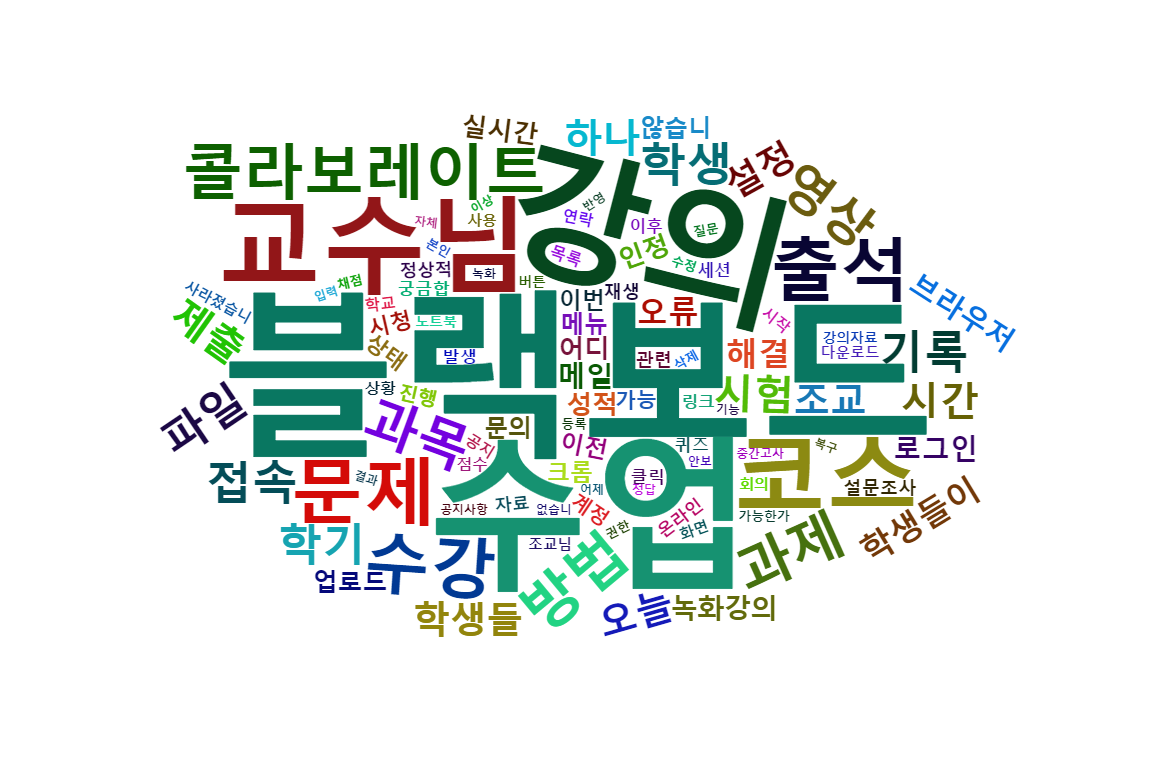 실시간
하나
않습니
콜라보레이트
강의
학생
설정
영상
교수님
이상
반영
자체
사용
연락
이후
질문
출석
본인
목록
인정
수정
세션
정상적
녹화
버튼
브라우저
사라졌습니
입력
채점
궁금합
이번
재생
제출
학교
시청
노트북
메뉴
오류
시작
강의자료
다운로드
기록
블랙보드
상태
발생
어디
관련
삭제
해결
상황
진행
메일
성적
가능
링크
기능
시험
조교
시간
파일
과목
문의
등록
이전
퀴즈
안보
중간고사
복구
로그인
접속
문제
결과
공지
점수
수업
크롬
어제
클릭
정답
회의
코스
설문조사
학생들이
공지사항
자료
없습니
계정
권한
온라인
화면
가능한가
학기
수강
조교님
방법
과제
업로드
학생들
오늘
녹화강의